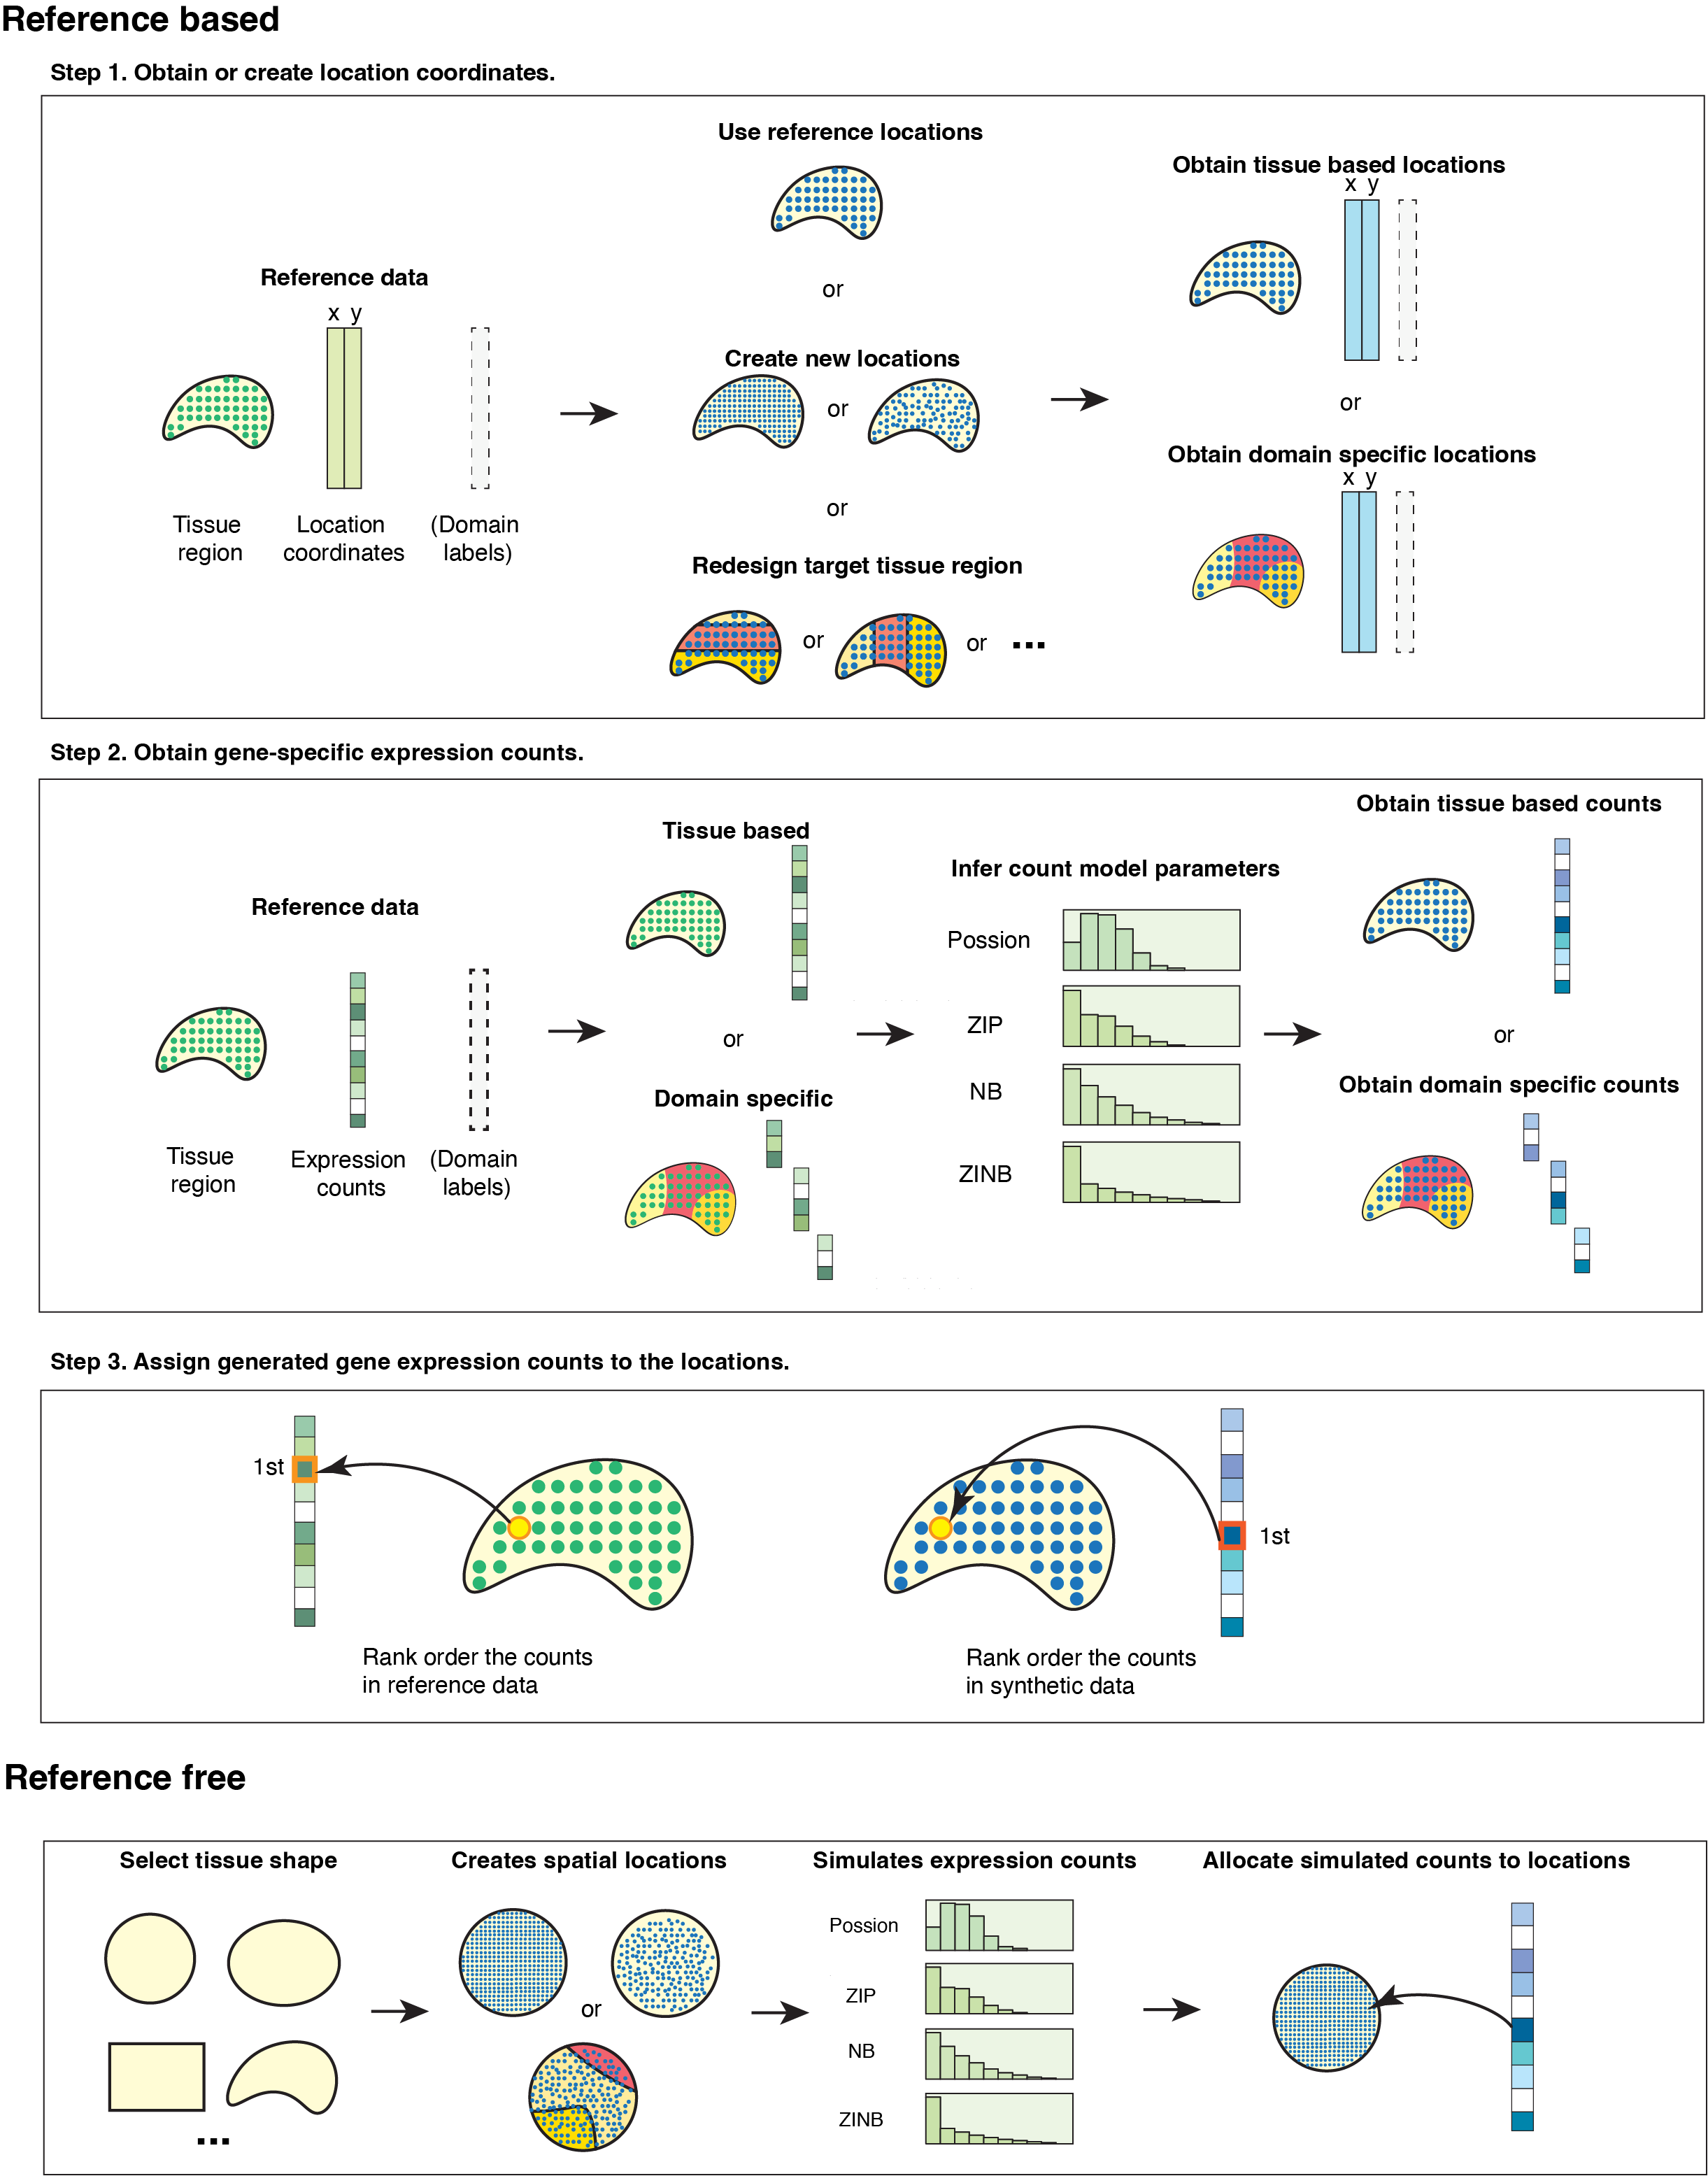 Reference based
Step 1. Obtain or create location coordinates.
Use reference locations
or
Create new locations
or
or
Redesign target tissue region
or
or ...
Reference data
x y
Tissue
region
Location
coordinates
(Domain
labels)
Obtain tissue based locations
x y
or
Obtain domain specific locations
x y
Step 2. Obtain gene-specific expression counts.
Reference data
Tissue
region
Expression
counts
(Domain
labels)
Tissue based
or
Domain specific
Infer count model parameters
Possion
ZIP
NB
ZINB
Obtain tissue based counts
or
Obtain domain specific counts
Step 3. Assign generated gene expression counts to the locations.
1st
Rank order the counts
in reference data
1st
Rank order the counts
in synthetic data
Reference free
Select tissue shape
...
Creates spatial locations
or
Simulates expression counts
Possion
ZIP
NB
ZINB
Allocate simulated counts to locations